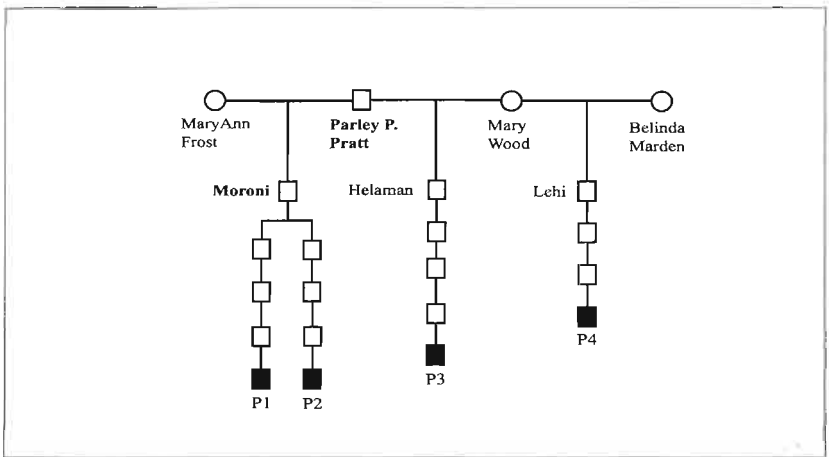 MaryAnn
Frost
Parley P.
Pratt
Mary
Wood
Belinda
Marden
Moroni
Helaman
Lehi
P1
P2
P3
P4